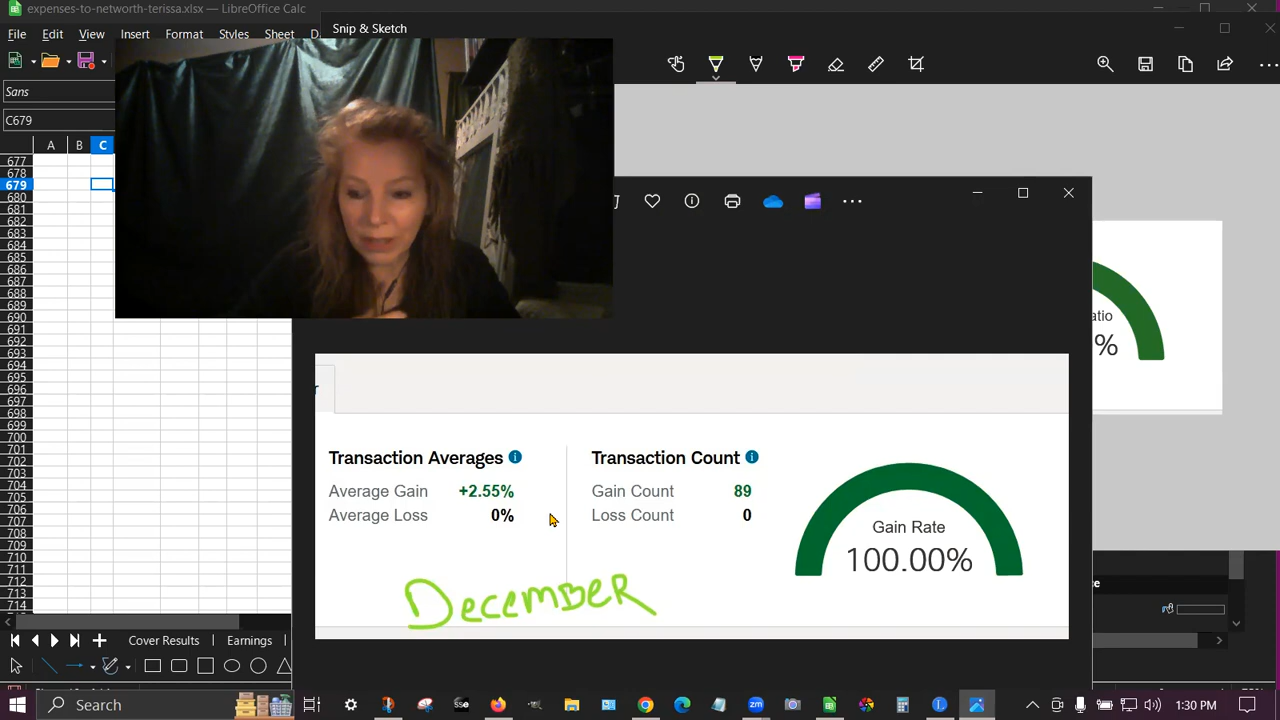 expenses-to-networth-terissa.xlsx — LibreOffice Calc
Snip & Sketch
File Edit View Insert Format Styles Sheet
Sans
C679
A B C
677
678
679
680
681
682
683
684
685
686
687
688
689
690
691
692
693
694
695
696
697
698
699
700
701
702
703
704
705
706
707
708
709
710
711
712
713
714
atio
%
Transaction Averages
Average Gain +2.55%
Average Loss 0%
Transaction Count
Gain Count 89
Loss Count 0
Gain Rate
100.00%
December
Cover Results Earnings
Search
sse
1:30 PM